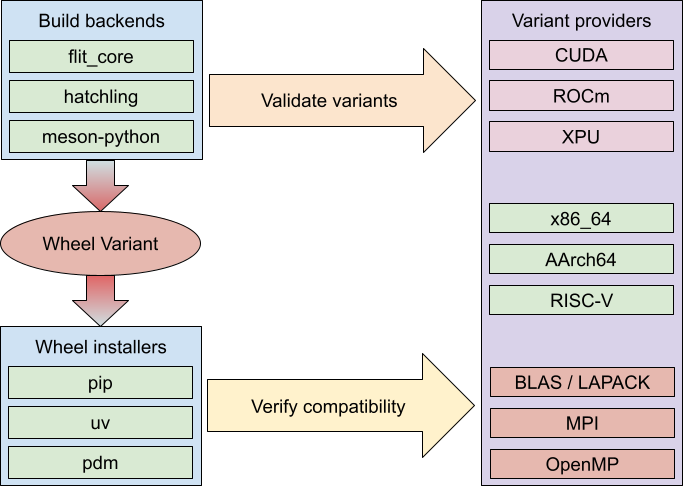 Build backends
flit_core
hatchling
meson-python
Validate variants
Wheel Variant
Wheel installers
pip
uv
pdm
Verify compatibility
Variant providers
CUDA
ROCm
XPU
x86_64
AArch64
RISC-V
BLAS / LAPACK
MPI
OpenMP